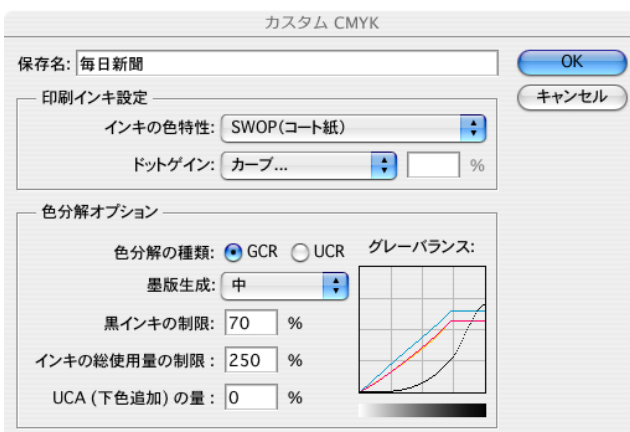 カスタム CMYK
保存名: 毎日新聞
OK
キャンセル
印刷インキ設定
インキの色特性: SWOP(コート紙)
ドットゲイン: カーブ... %
色分解オプション
色分解の種類: GCR UCR
グレーバランス:
墨版生成: 中
黒インキの制限: 70 %
インキの総使用量の制限 : 250 %
UCA (下色追加) の量 : 0 %